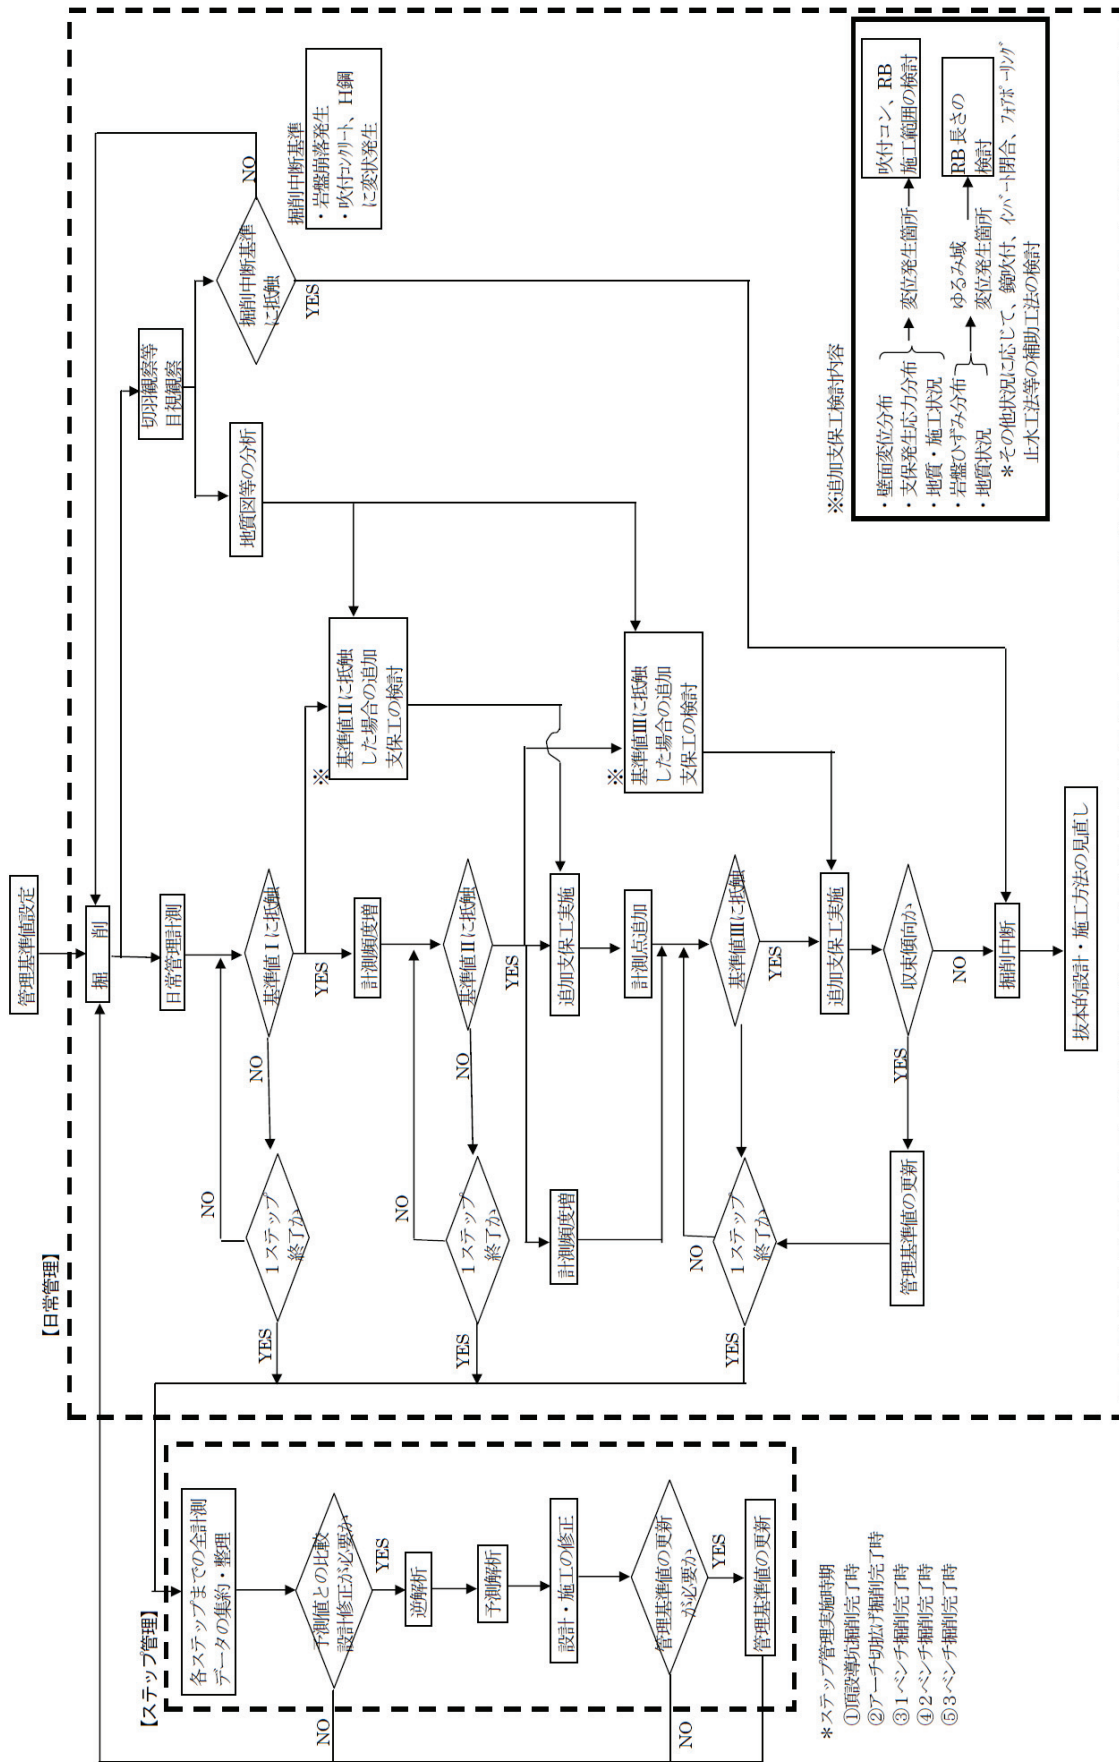 管理基準値設定
【日常管理】
掘　削
日常管理計測
基準値Ⅰに抵触
NO
YES
1ステップ
終了か
NO
YES
計測頻度増
基準値Ⅱに抵触
NO
YES
1ステップ
終了か
NO
YES
追加支保工実施
計測頻度増
計測点追加
基準値Ⅲに抵触
YES
1ステップ
終了か
NO
YES
追加支保工実施
収束傾向か
YES
NO
管理基準値の更新
掘削中断
抜本的設計・施工方法の見直し
切羽観察等
目視観察
地質図等の分析
掘削中断基準
に抵触
NO
YES
掘削中断基準
・岩盤崩落発生
・吹付コンクリート、H鋼
に変状発生
※
基準値Ⅱに抵触
した場合の追加
支保工の検討
※
基準値Ⅲに抵触
した場合の追加
支保工の検討
※追加支保工検討内容
・壁面変位分布
・支保発生応力分布
・地質・施工状況
変位発生箇所
吹付コン、RB
施工範囲の検討
・岩盤ひずみ分布
・地質状況
ゆるみ域
変位発生箇所
RB長さの
検討
＊その他状況に応じて、鏡吹付、インバート閉合、フォアポーリング
止水工法等の補助工法の検討
【ステップ管理】
各ステップまでの全計測
データの集約・整理
予測値との比較
設計修正が必要か
NO
YES
逆解析
予測解析
設計・施工の修正
管理基準値の更新
が必要か
NO
YES
管理基準値の更新
＊ステップ管理実施時期
①頂設導坑掘削完了時
②アーチ切拡げ掘削完了時
③1ベンチ掘削完了時
④2ベンチ掘削完了時
⑤3ベンチ掘削完了時